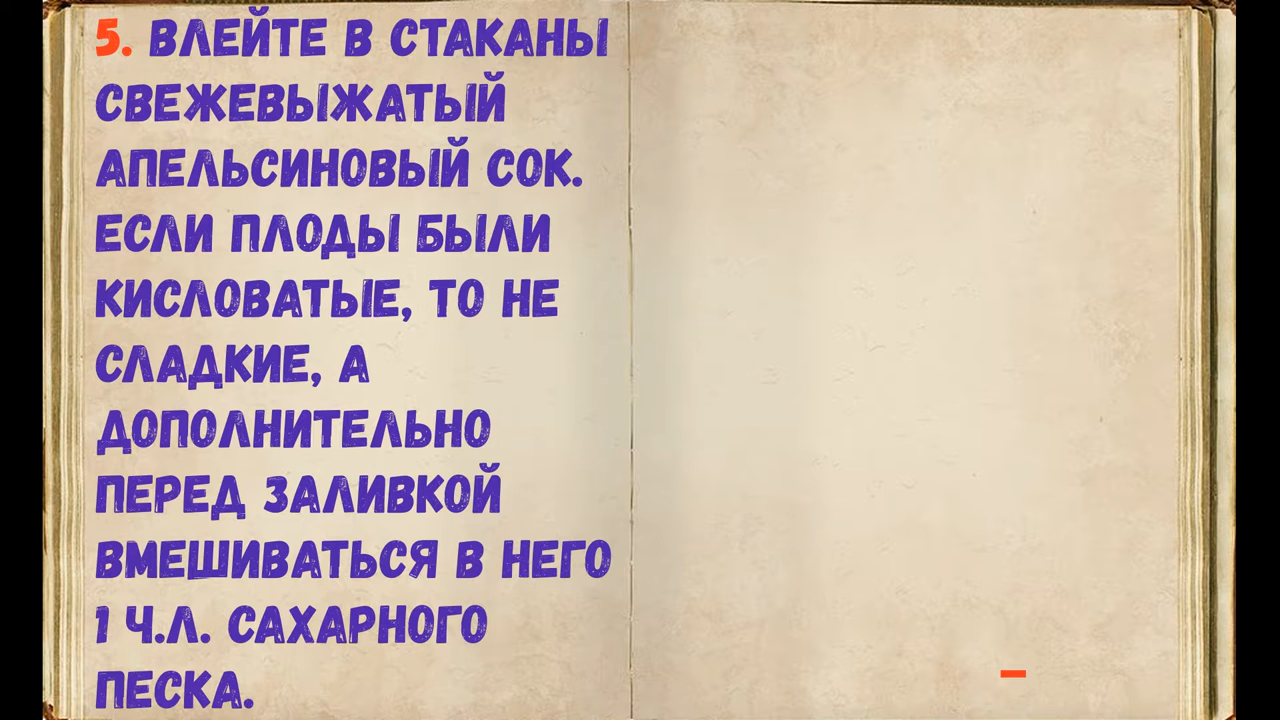 5. ВЛЕЙТЕ В СТАКАНЫ
СВЕЖЕВЫЖАТЫЙ
АПЕЛЬСИНОВЫЙ СОК.
ЕСЛИ ПЛОДЫ БЫЛИ
КИСЛОВАТЫЕ, ТО НЕ
СЛАДКИЕ, А
ДОПОЛНИТЕЛЬНО
ПЕРЕД ЗАЛИВКОЙ
ВМЕШИВАТЬСЯ В НЕГО
1 Ч.Л. САХАРНОГО
ПЕСКА.
–